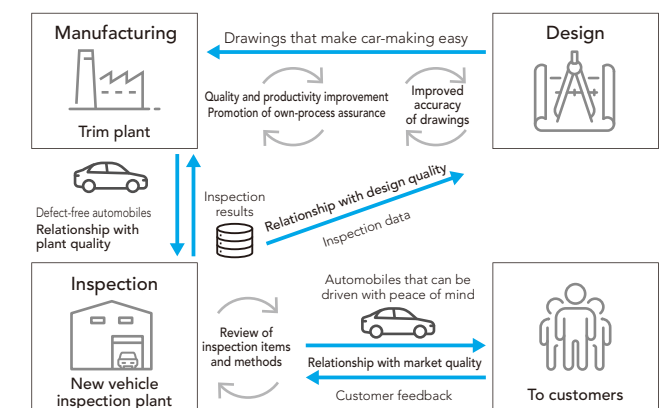 Manufacturing
Trim plant
Drawings that make car-making easy
Quality and productivity improvement
Promotion of own-process assurance
Improved
accuracy
of drawings
Design
Defect-free automobiles
Relationship with
plant quality
Inspection
results
Relationship with design quality
Inspection data
Inspection
New vehicle
inspection plant
Review of
inspection items
and methods
Automobiles that can be
driven with peace of mind
Relationship with market quality
Customer feedback
To customers